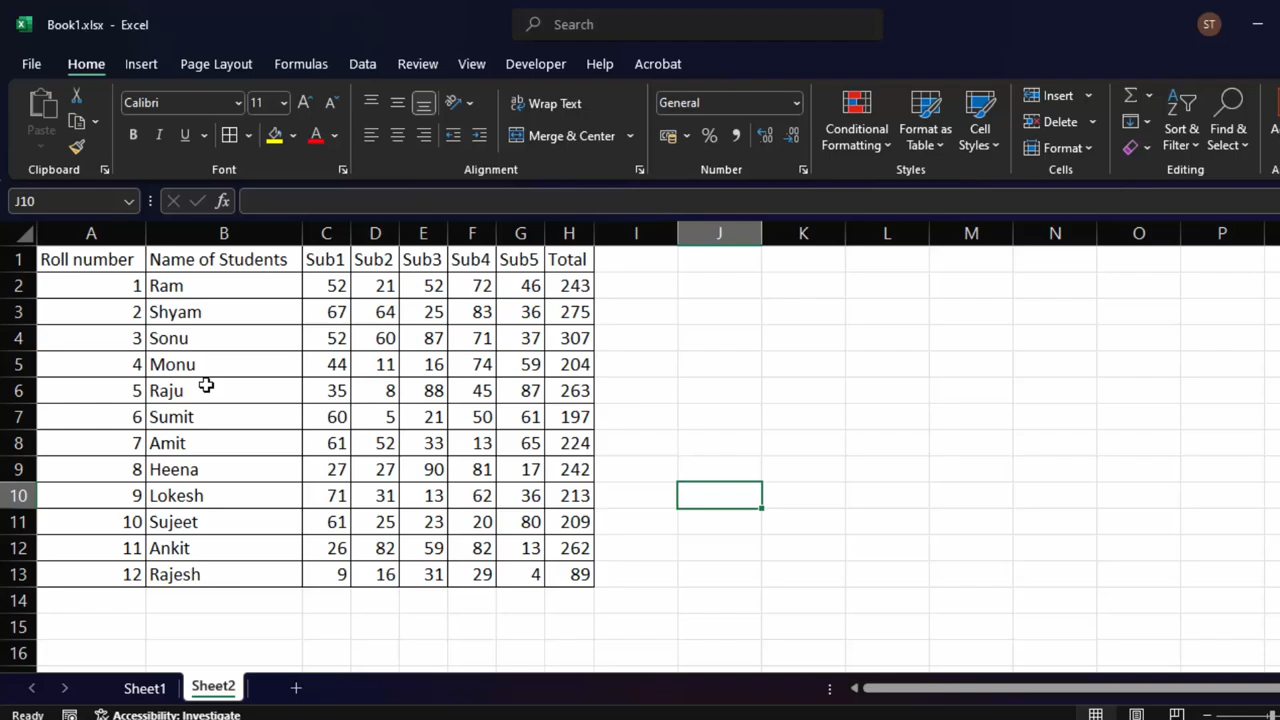 Book1.xlsx - Excel
Search
ST
File Home Insert Page Layout Formulas Data Review View Developer Help Acrobat
Paste
Clipboard
Calibri 11
B I U
Font
Wrap Text
Merge & Center
Alignment
General
Number
Conditional Formatting
Format as Table
Cell Styles
Styles
Insert
Delete
Format
Cells
Sort & Filter
Find & Select
Editing
J10 fx
A B C D E F G H I J K L M N O P
1 Roll number Name of Students Sub1 Sub2 Sub3 Sub4 Sub5 Total
2 1 Ram 52 21 52 72 46 243
3 2 Shyam 67 64 25 83 36 275
4 3 Sonu 52 60 87 71 37 307
5 4 Monu 44 11 16 74 59 204
6 5 Raju 35 8 88 45 87 263
7 6 Sumit 60 5 21 50 61 197
8 7 Amit 61 52 33 13 65 224
9 8 Heena 27 27 90 81 17 242
10 9 Lokesh 71 31 13 62 36 213
11 10 Sujeet 61 25 23 20 80 209
12 11 Ankit 26 82 59 82 13 262
13 12 Rajesh 9 16 31 29 4 89
14
15
16
Sheet1 Sheet2
Ready Accessibility: Investigate